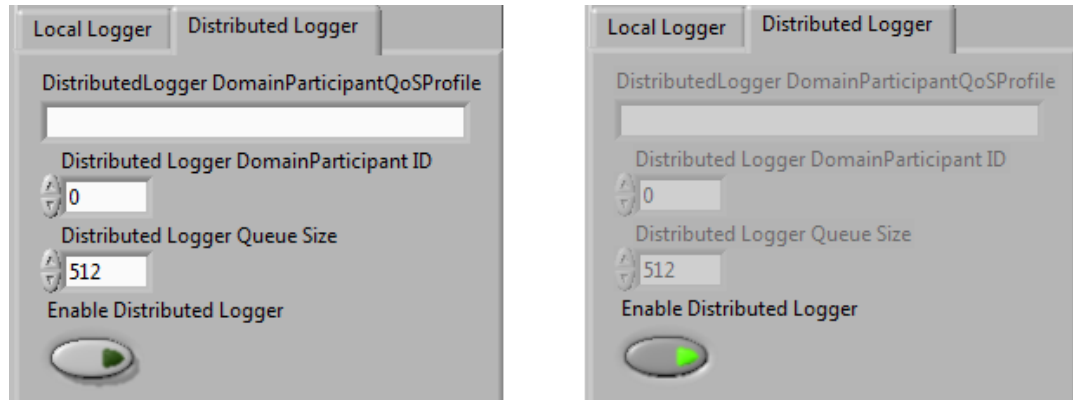 Local Logger
Distributed Logger
DistributedLogger DomainParticipantQoSProfile
Distributed Logger DomainParticipant ID
0
Distributed Logger Queue Size
512
Enable Distributed Logger
Local Logger
Distributed Logger
DistributedLogger DomainParticipantQoSProfile
Distributed Logger DomainParticipant ID
0
Distributed Logger Queue Size
512
Enable Distributed Logger